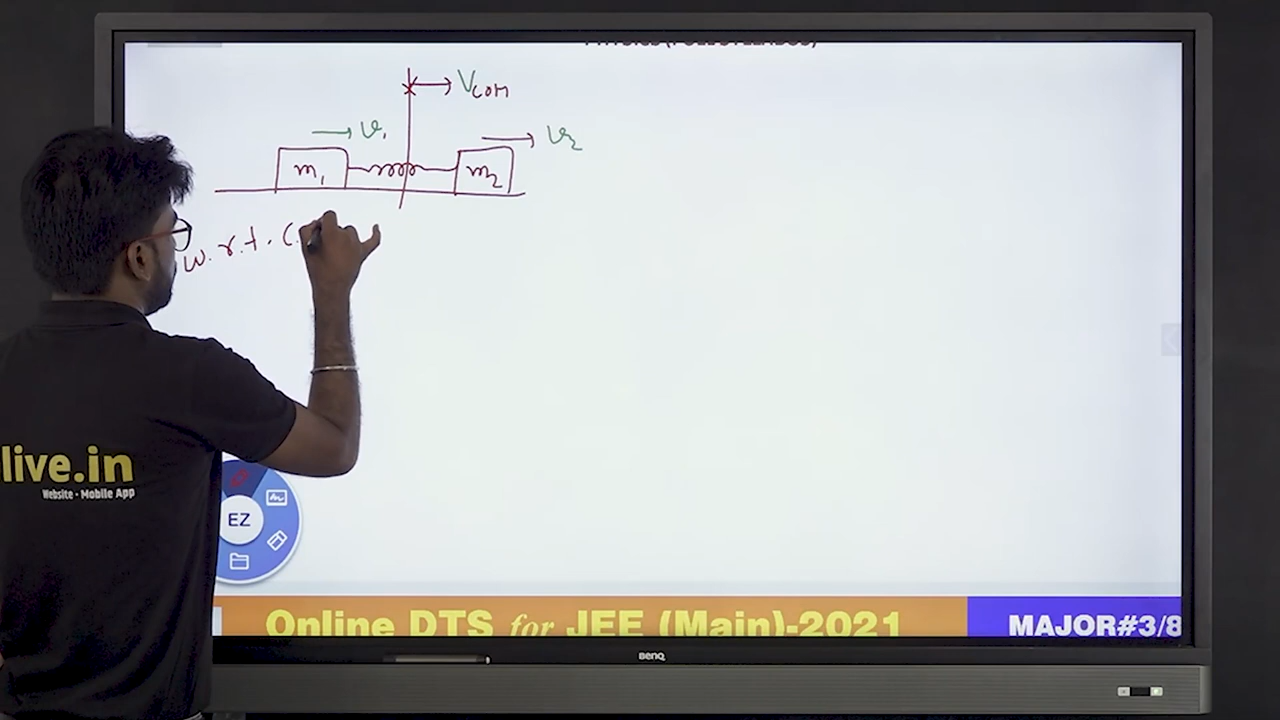 V COM
v₁
v₂
m₁
m₂
w.r.t. C.
live.in
Website • Mobile App
EZ
Online DTS for JEE (Main)-2021
MAJOR#3/8
BenQ